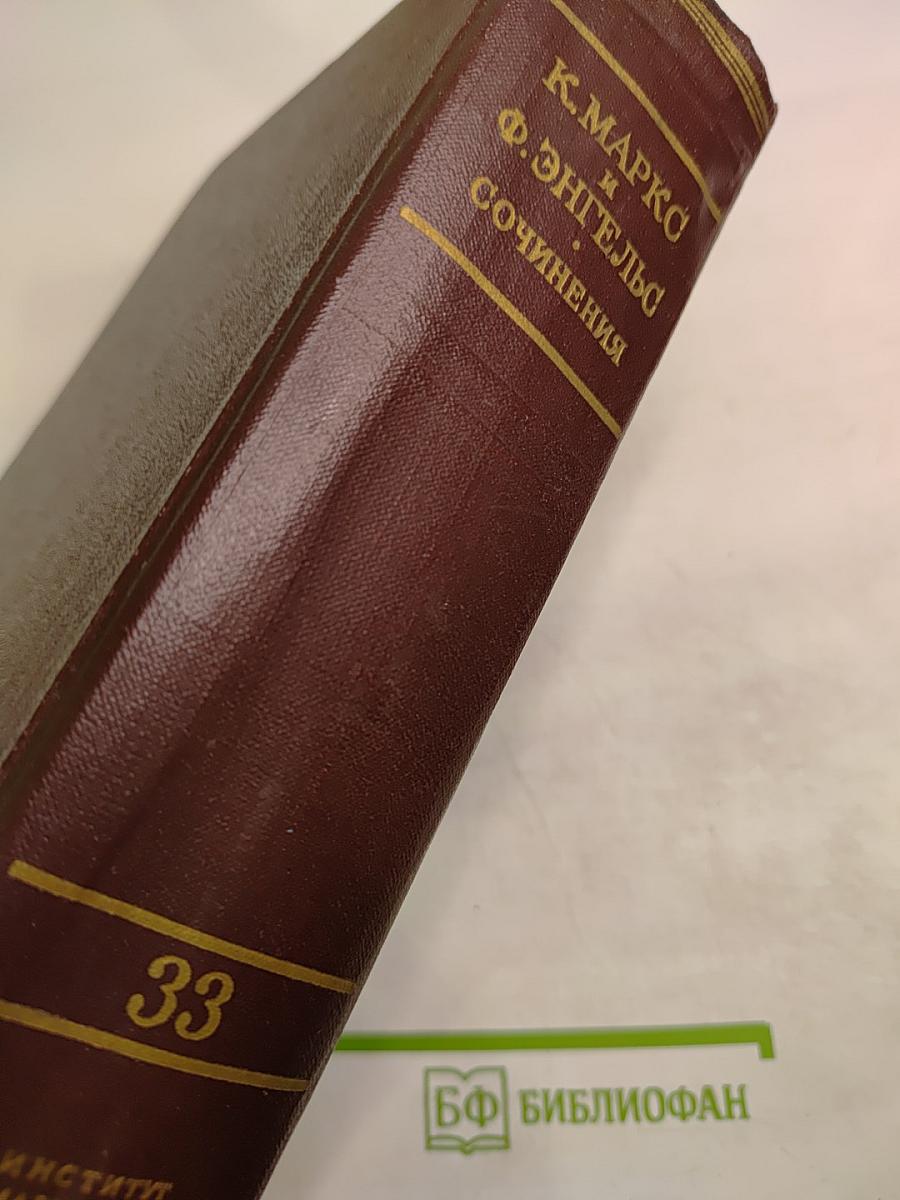 К. МАРКС
и
Ф. ЭНГЕЛЬС
·
СОЧИНЕНИЯ
33
ИНСТИТУТ
БФ БИБЛИОФАН